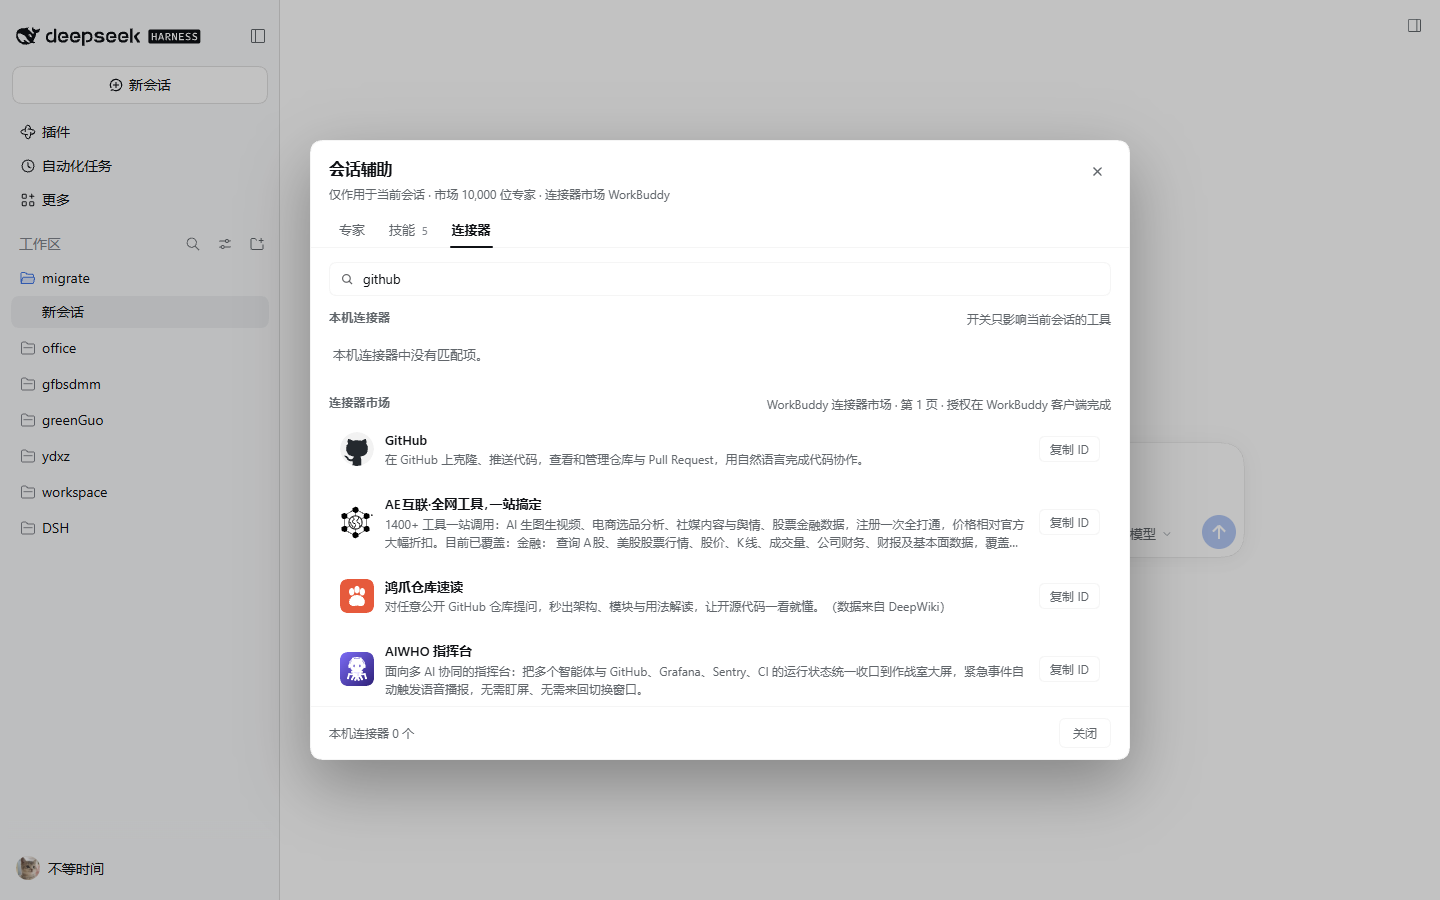 deepseek HARNESS
新会话
插件
自动化任务
更多
工作区
migrate
新会话
office
gfbsdmm
greenGuo
ydxz
workspace
DSH
不等时间
会话辅助
仅作用于当前会话 · 市场 10,000 位专家 · 连接器市场 WorkBuddy
专家 技能 5 连接器
github
本机连接器 开关只影响当前会话的工具
本机连接器中没有匹配项。
连接器市场 WorkBuddy 连接器市场 · 第 1 页 · 授权在 WorkBuddy 客户端完成
GitHub
在 GitHub 上克隆、推送代码，查看和管理仓库与 Pull Request，用自然语言完成代码协作。
复制 ID
AE互联·全网工具，一站搞定
1400+ 工具一站调用：AI 生图生视频、电商选品分析、社媒内容与舆情、股票金融数据，注册一次全打通，价格相对官方
大幅折扣。目前已覆盖：金融： 查询 A股、美股股票行情、股价、K线、成交量、公司财务、财报及基本面数据，覆盖...
复制 ID
鸿爪仓库速读
对任意公开 GitHub 仓库提问，秒出架构、模块与用法解读，让开源代码一看就懂。（数据来自 DeepWiki）
复制 ID
AIWHO 指挥台
面向多 AI 协同的指挥台：把多个智能体与 GitHub、Grafana、Sentry、CI 的运行状态统一收口到作战室大屏，紧急事件自
动触发语音播报，无需盯屏、无需来回切换窗口。
复制 ID
本机连接器 0 个
关闭
模型